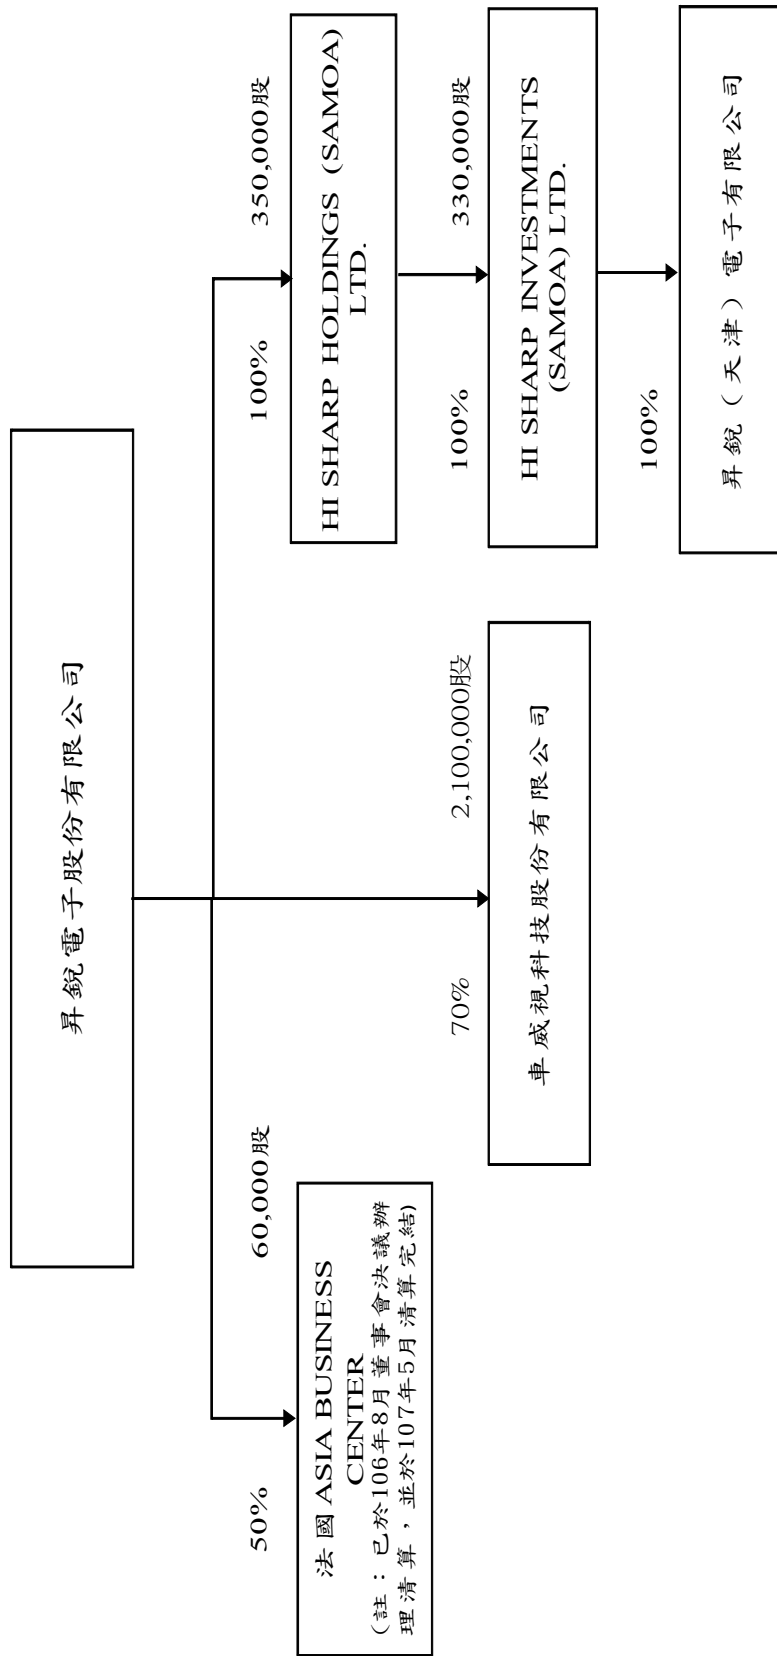 昇銳電子股份有限公司
50%
60,000股
法國 ASIA BUSINESS
CENTER
(註：已於106年8月董事會決議辦
理清算，並於107年5月清算完結)
70%
2,100,000股
車威視科技股份有限公司
100%
350,000股
HI SHARP HOLDINGS (SAMOA)
LTD.
100%
330,000股
HI SHARP INVESTMENTS
(SAMOA) LTD.
100%
昇銳（天津）電子有限公司